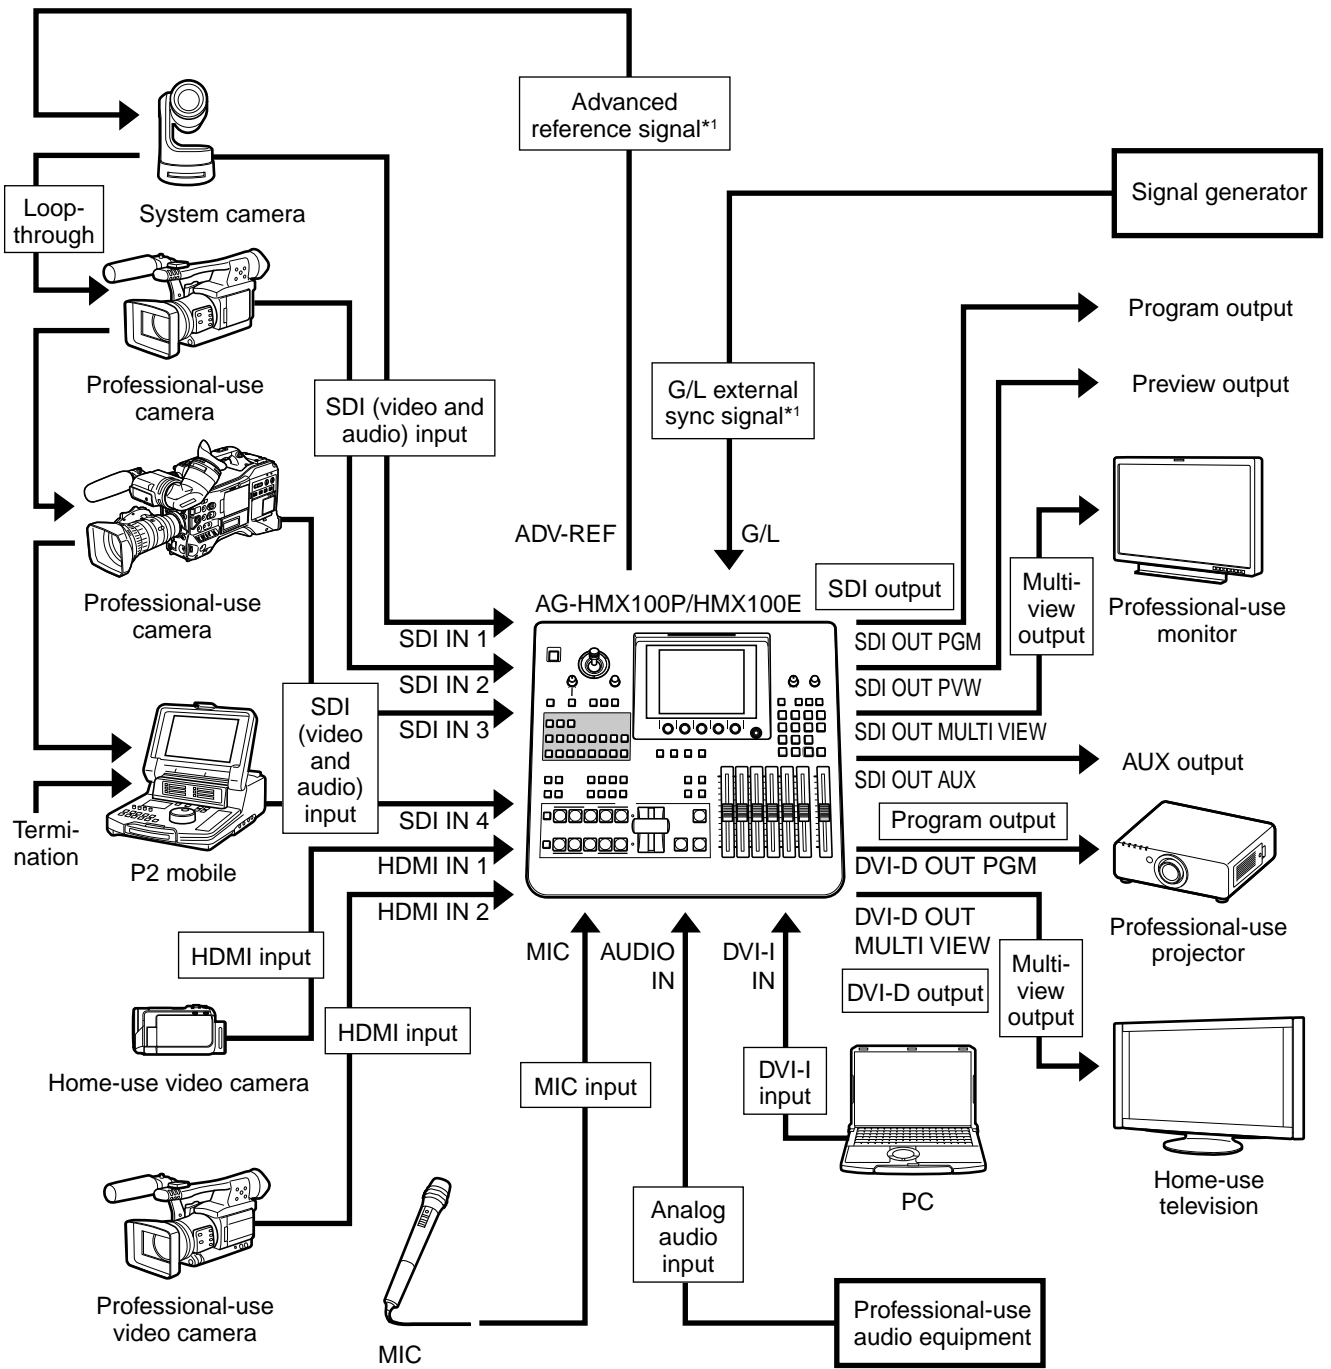 Advanced
reference signal*1
Signal generator
System camera
Loop-
through
Program output
Professional-use
camera
SDI (video and
audio) input
G/L external
sync signal*1
Preview output
ADV-REF
G/L
Professional-use
camera
AG-HMX100P/HMX100E
SDI output
Multi-
view
output
Professional-use
monitor
SDI IN 1
SDI OUT PGM
SDI IN 2
SDI OUT PVW
SDI
(video
and
audio)
input
SDI IN 3
SDI OUT MULTI VIEW
AUX output
SDI OUT AUX
SDI IN 4
Program output
Termi-
nation
P2 mobile
HDMI IN 1
DVI-D OUT PGM
HDMI IN 2
DVI-D OUT
MULTI VIEW
Professional-use
projector
HDMI input
MIC
AUDIO
IN
DVI-I
IN
DVI-D output
Multi-
view
output
HDMI input
Home-use video camera
MIC input
DVI-I
input
PC
Home-use
television
Analog
audio
input
Professional-use
video camera
MIC
Professional-use
audio equipment